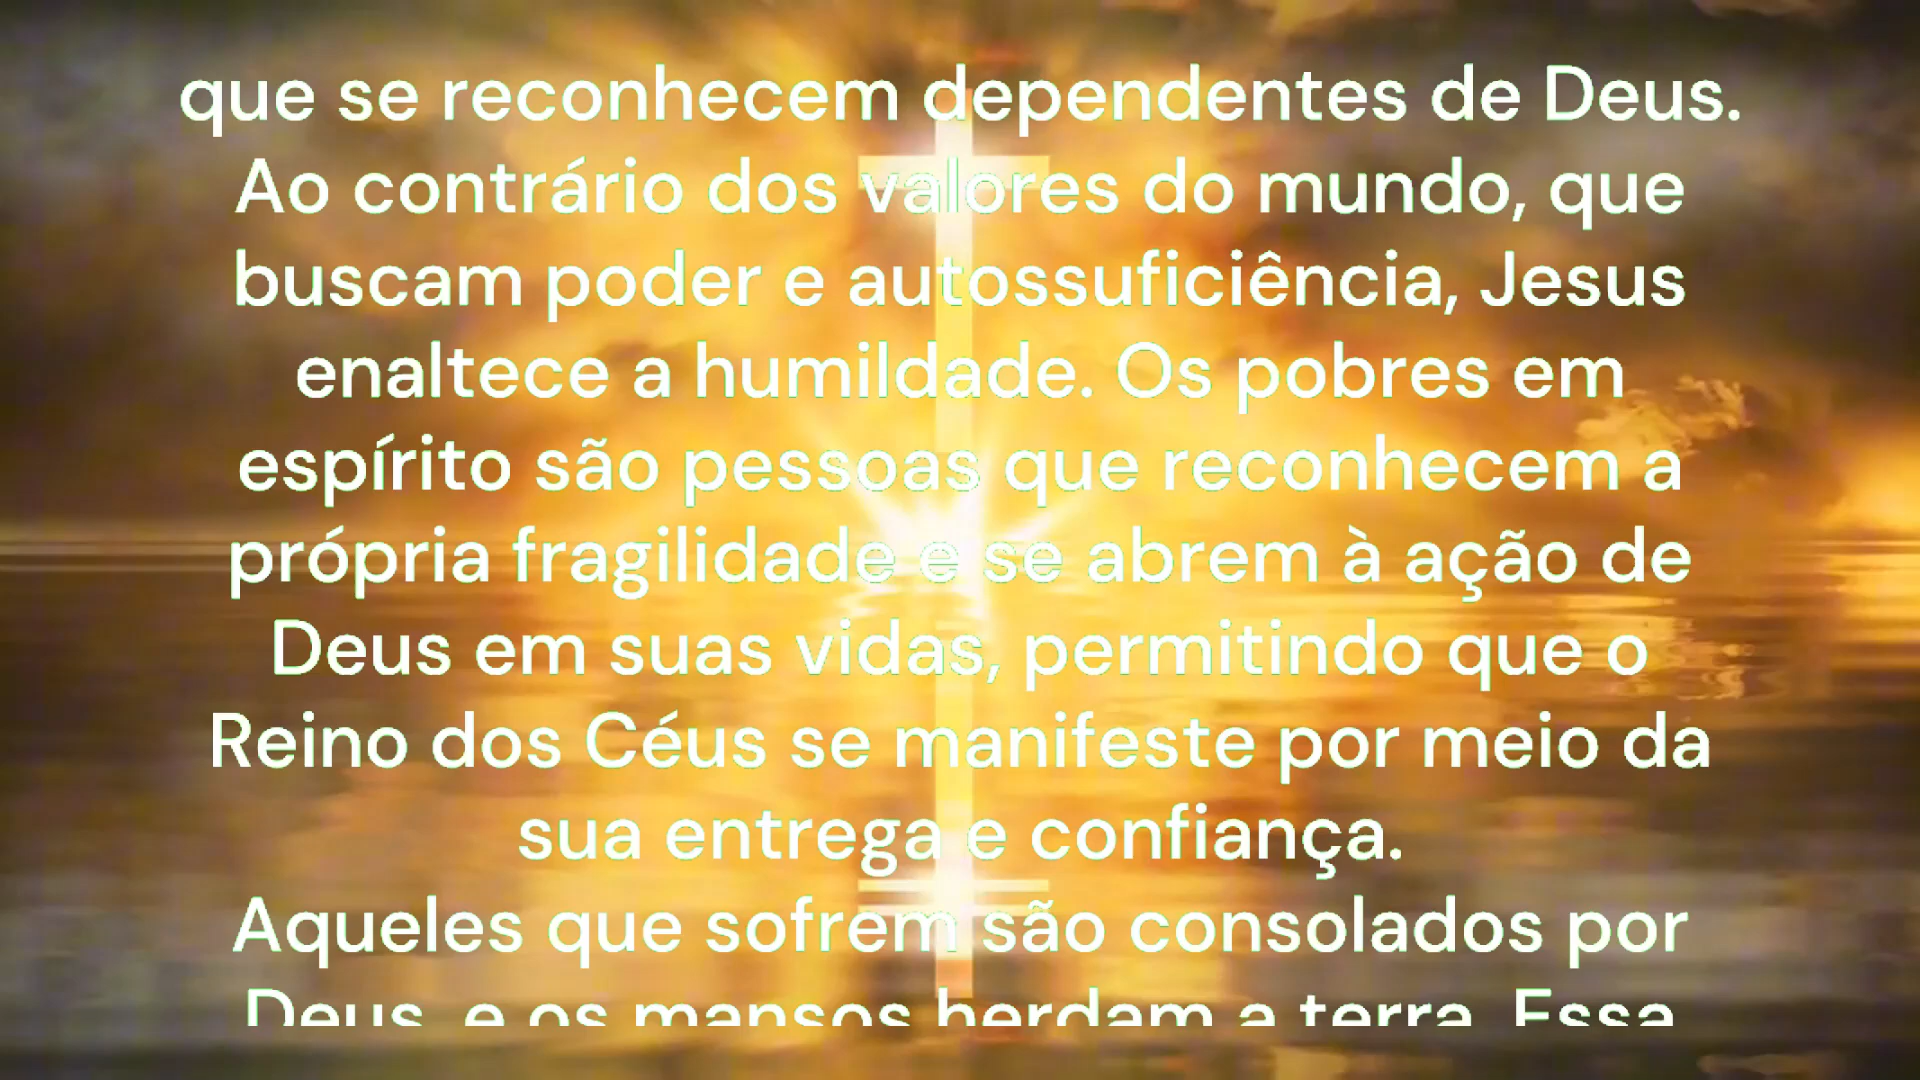 que se reconhecem dependentes de Deus.
Ao contrário dos valores do mundo, que
buscam poder e autossuficiência, Jesus
enaltece a humildade. Os pobres em
espírito são pessoas que reconhecem a
própria fragilidade e se abrem à ação de
Deus em suas vidas, permitindo que o
Reino dos Céus se manifeste por meio da
sua entrega e confiança.
Aqueles que sofrem são consolados por
Deus, e os mansos herdam a terra. Essa